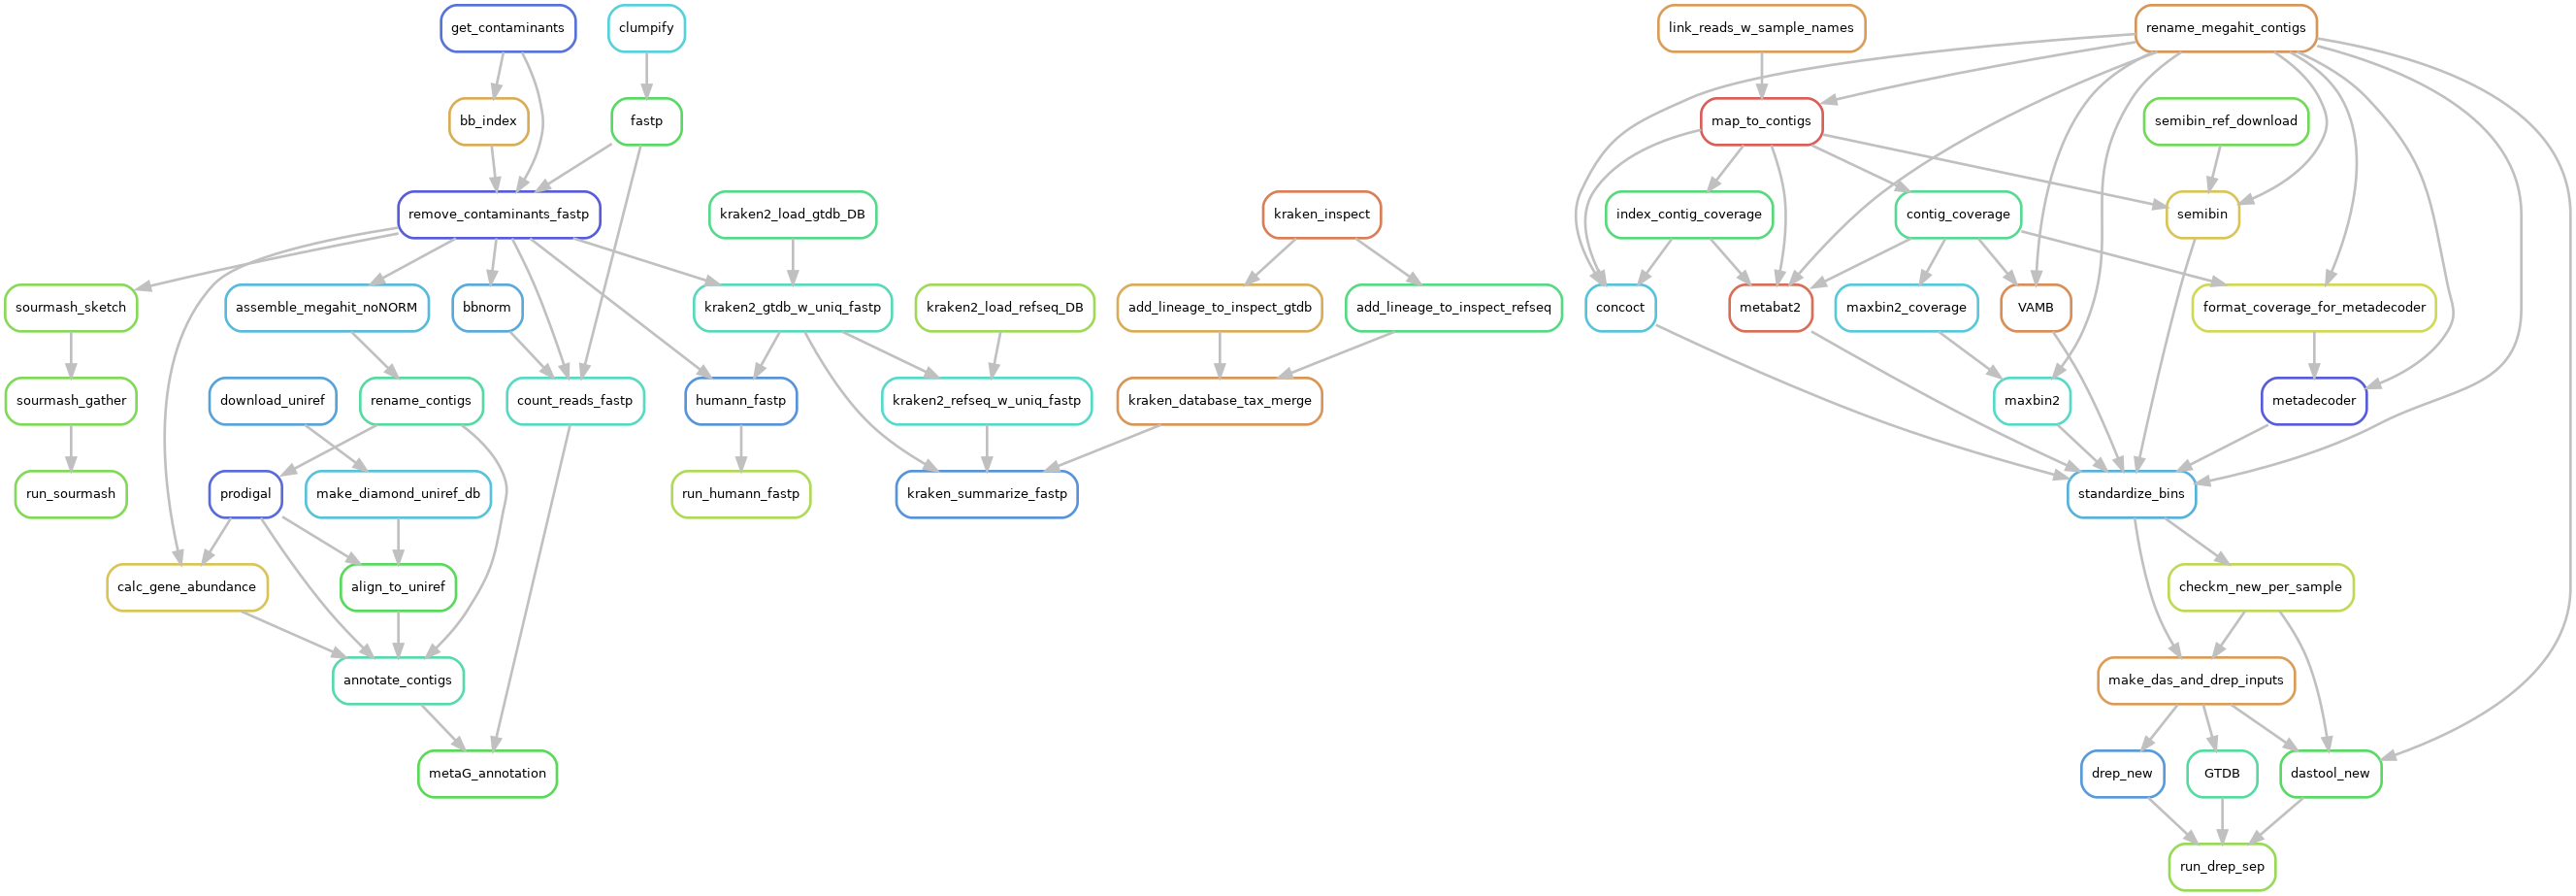 get_contaminants
clumpify
link_reads_w_sample_names
rename_megahit_contigs
bb_index
fastp
map_to_contigs
semibin_ref_download
remove_contaminants_fastp
kraken2_load_gtdb_DB
kraken_inspect
index_contig_coverage
contig_coverage
semibin
sourmash_sketch
assemble_megahit_noNORM
bbnorm
kraken2_gtdb_w_uniq_fastp
kraken2_load_refseq_DB
add_lineage_to_inspect_gtdb
add_lineage_to_inspect_refseq
concoct
metabat2
maxbin2_coverage
VAMB
format_coverage_for_metadecoder
sourmash_gather
download_uniref
rename_contigs
count_reads_fastp
humann_fastp
kraken2_refseq_w_uniq_fastp
kraken_database_tax_merge
maxbin2
metadecoder
run_sourmash
prodigal
make_diamond_uniref_db
run_humann_fastp
kraken_summarize_fastp
standardize_bins
calc_gene_abundance
align_to_uniref
checkm_new_per_sample
annotate_contigs
make_das_and_drep_inputs
metaG_annotation
drep_new
GTDB
dastool_new
run_drep_sep